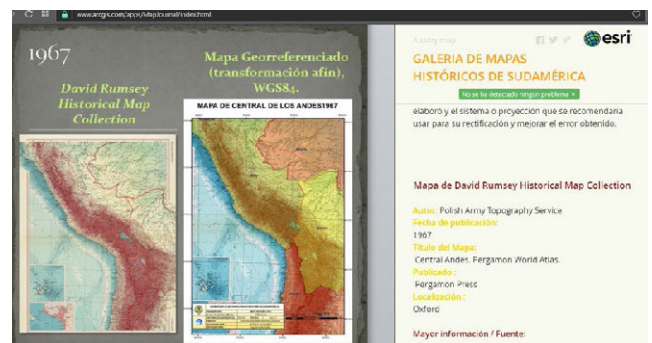 www.arcgis.com/apps/MapJournal/index.html
1967
David Rumsey
Historical Map
Collection
Mapa Georreferenciado
(transformación afín),
WGS84.
MAPA DE CENTRAL DE LOS ANDES1967
A story map
esri
GALERIA DE MAPAS
HISTÓRICOS DE SUDAMÉRICA
No se ha detectado ningún problema
elaboró y el sistema o proyección que se recomendaria
usar para su rectificación y mejorar el error obtenido.
Mapa de David Rumsey Historical Map Collection
Autor: Polish Army Topography Service
Fecha de publicación:
1967
Título del Mapa:
Central Andes. Pergamon World Atlas.
Publicado :
Pergamon Press
Localización :
Oxford
Mayor información / Fuente: